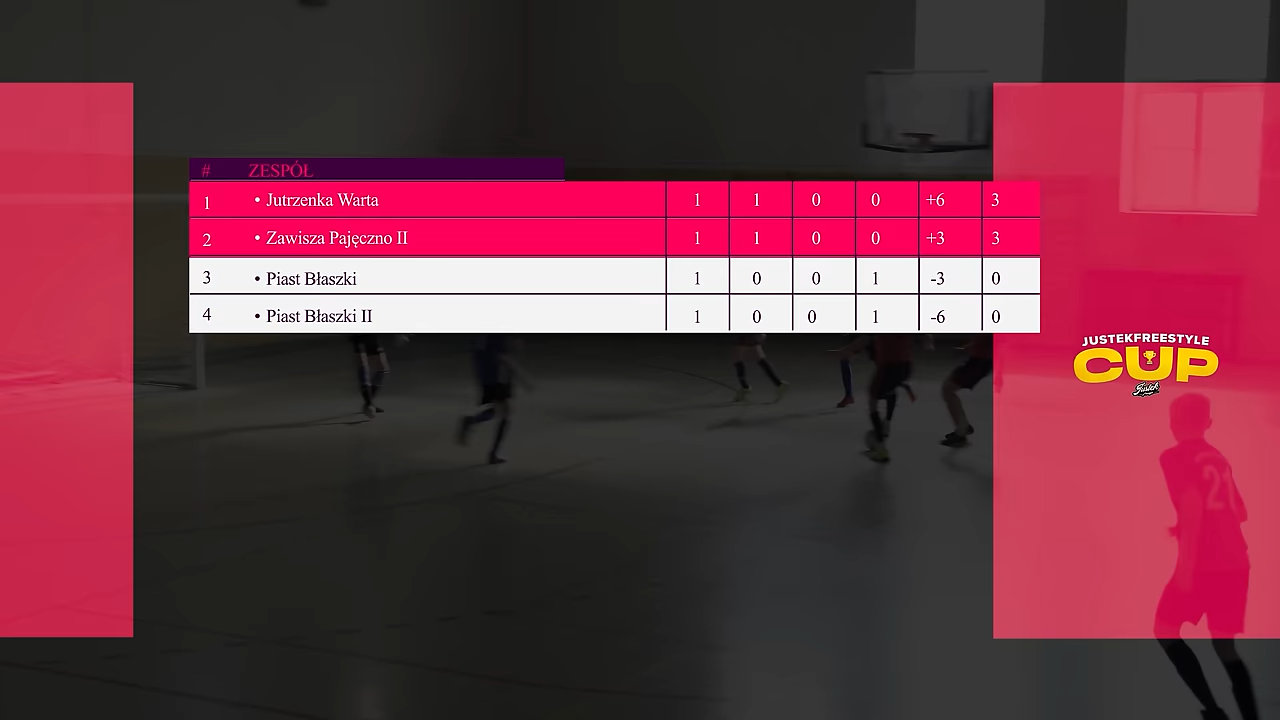 # ZESPÓŁ
1 • Jutrzenka Warta 1 1 0 0 +6 3
2 • Zawisza Pajęczno II 1 1 0 0 +3 3
3 • Piast Błaszki 1 0 0 1 -3 0
4 • Piast Błaszki II 1 0 0 1 -6 0
JUSTEKFREESTYLE
CUP
Justek
21